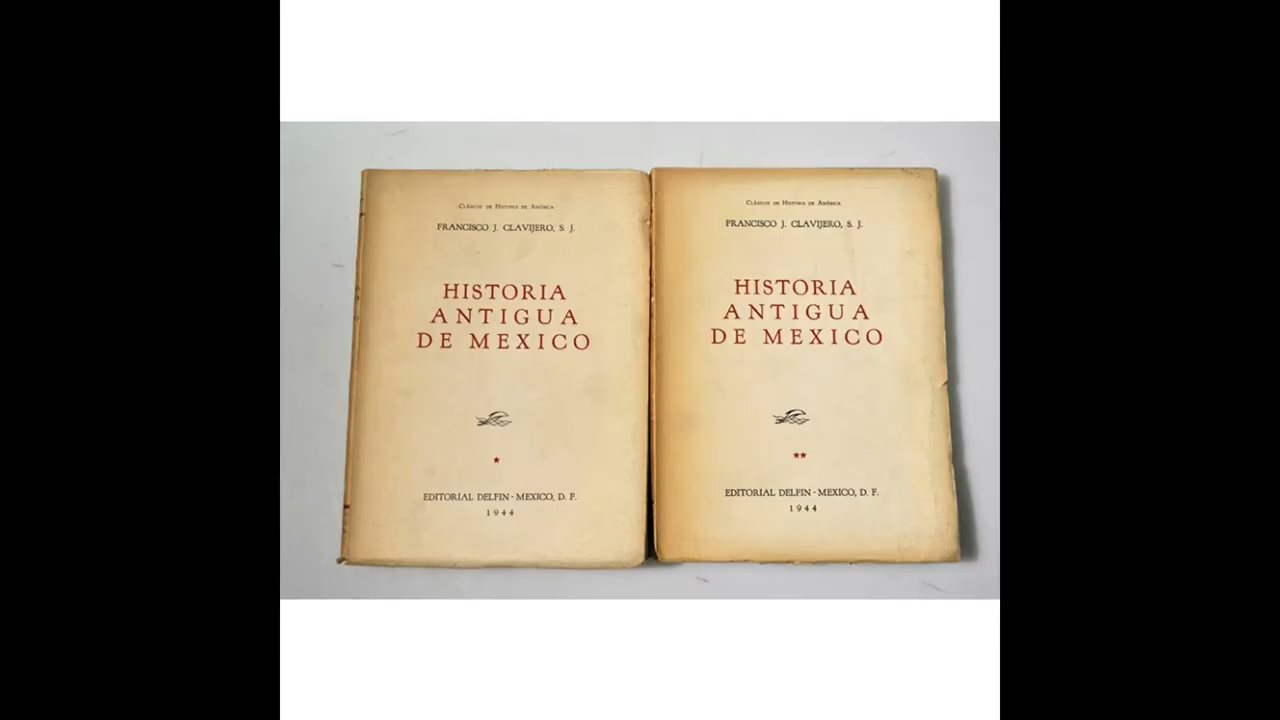 Clásicos de Historia de América
FRANCISCO J. CLAVIJERO, S. J.
HISTORIA
ANTIGUA
DE MEXICO
★
EDITORIAL DELFIN - MEXICO, D. F.
1944
Clásicos de Historia de América
FRANCISCO J. CLAVIJERO, S. J.
HISTORIA
ANTIGUA
DE MEXICO
★★
EDITORIAL DELFIN - MEXICO, D. F.
1944